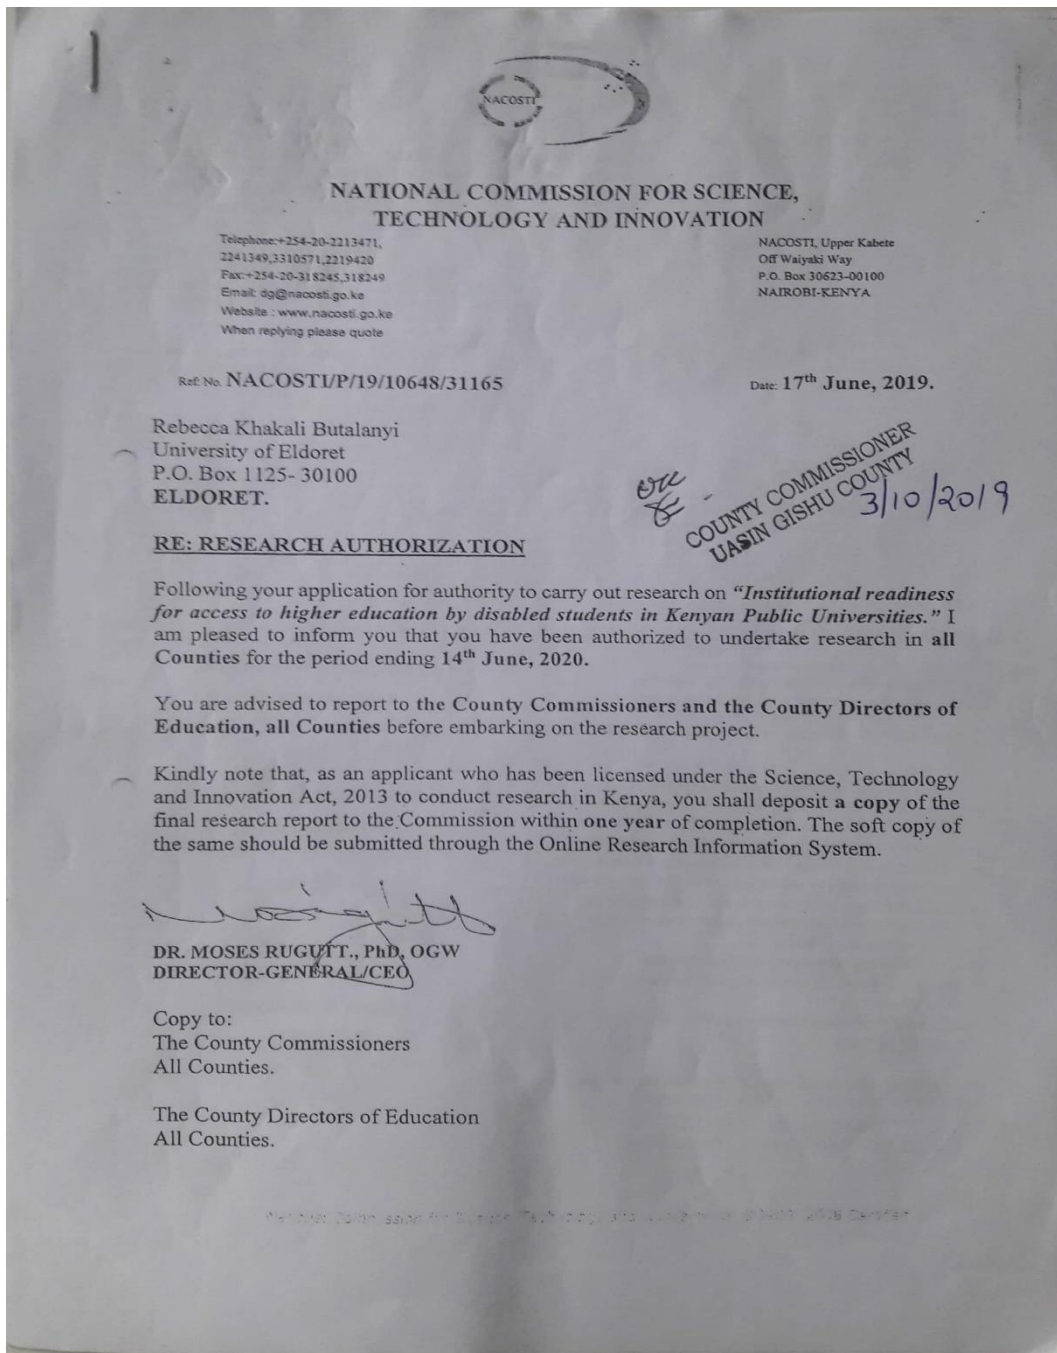 NACOSTI
NATIONAL COMMISSION FOR SCIENCE,
TECHNOLOGY AND INNOVATION
Telephone:+254-20-2213471,
2241349,3310571,2219420
Fax:+254-20-318245,318249
Email: dg@nacosti.go.ke
Website : www.nacosti.go.ke
When replying please quote
NACOSTI, Upper Kabete
Off Waiyaki Way
P.O. Box 30623-00100
NAIROBI-KENYA
Ref: No. NACOSTI/P/19/10648/31165
Date: 17th June, 2019.
Rebecca Khakali Butalanyi
University of Eldoret
P.O. Box 1125- 30100
ELDORET.
COUNTY COMMISSIONER
UASIN GISHU COUNTY
3/10/2019
RE: RESEARCH AUTHORIZATION
Following your application for authority to carry out research on “Institutional readiness
for access to higher education by disabled students in Kenyan Public Universities.” I
am pleased to inform you that you have been authorized to undertake research in all
Counties for the period ending 14th June, 2020.
You are advised to report to the County Commissioners and the County Directors of
Education, all Counties before embarking on the research project.
Kindly note that, as an applicant who has been licensed under the Science, Technology
and Innovation Act, 2013 to conduct research in Kenya, you shall deposit a copy of the
final research report to the Commission within one year of completion. The soft copy of
the same should be submitted through the Online Research Information System.
DR. MOSES RUGUTT., PhD, OGW
DIRECTOR-GENERAL/CEO
Copy to:
The County Commissioners
All Counties.
The County Directors of Education
All Counties.